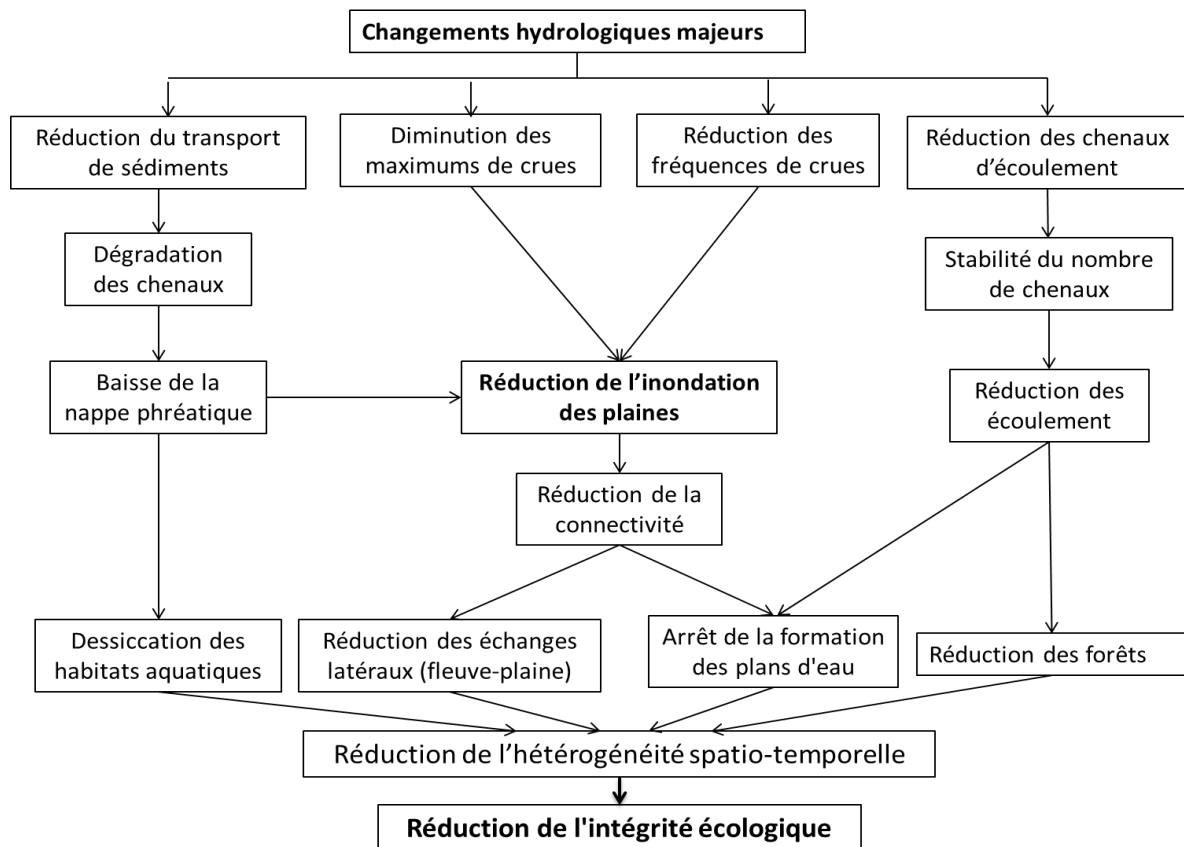 Changements hydrologiques majeurs
Réduction du transport
de sédiments
Diminution des
maximums de crues
Réduction des
fréquences de crues
Réduction des chenaux
d’écoulement
Dégradation
des chenaux
Stabilité du nombre
de chenaux
Baisse de la
nappe phréatique
Réduction de l’inondation
des plaines
Réduction des
écoulement
Réduction de la
connectivité
Dessiccation des
habitats aquatiques
Réduction des échanges
latéraux (fleuve-plaine)
Arrêt de la formation
des plans d'eau
Réduction des forêts
Réduction de l’hétérogénéité spatio-temporelle
Réduction de l'intégrité écologique